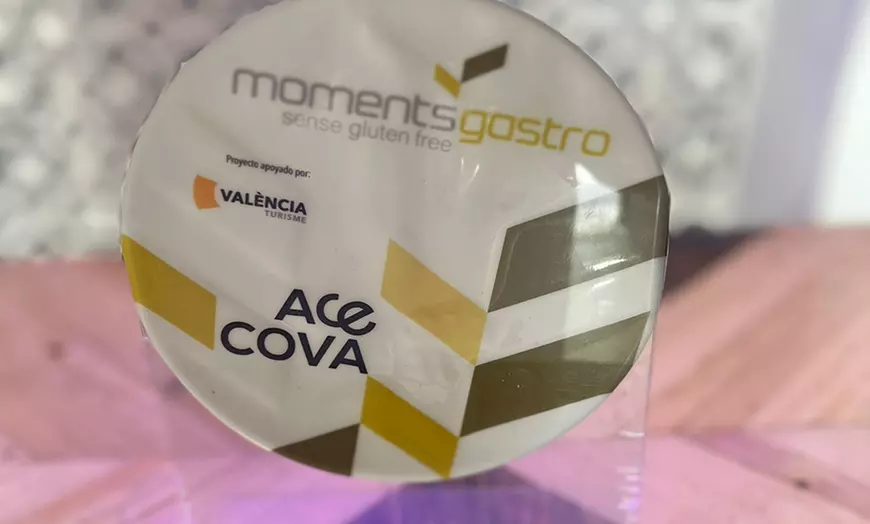 momentsgastro
sense gluten free
Proyecto apoyado por:
VALÈNCIA
TURISME
ACe
COVA